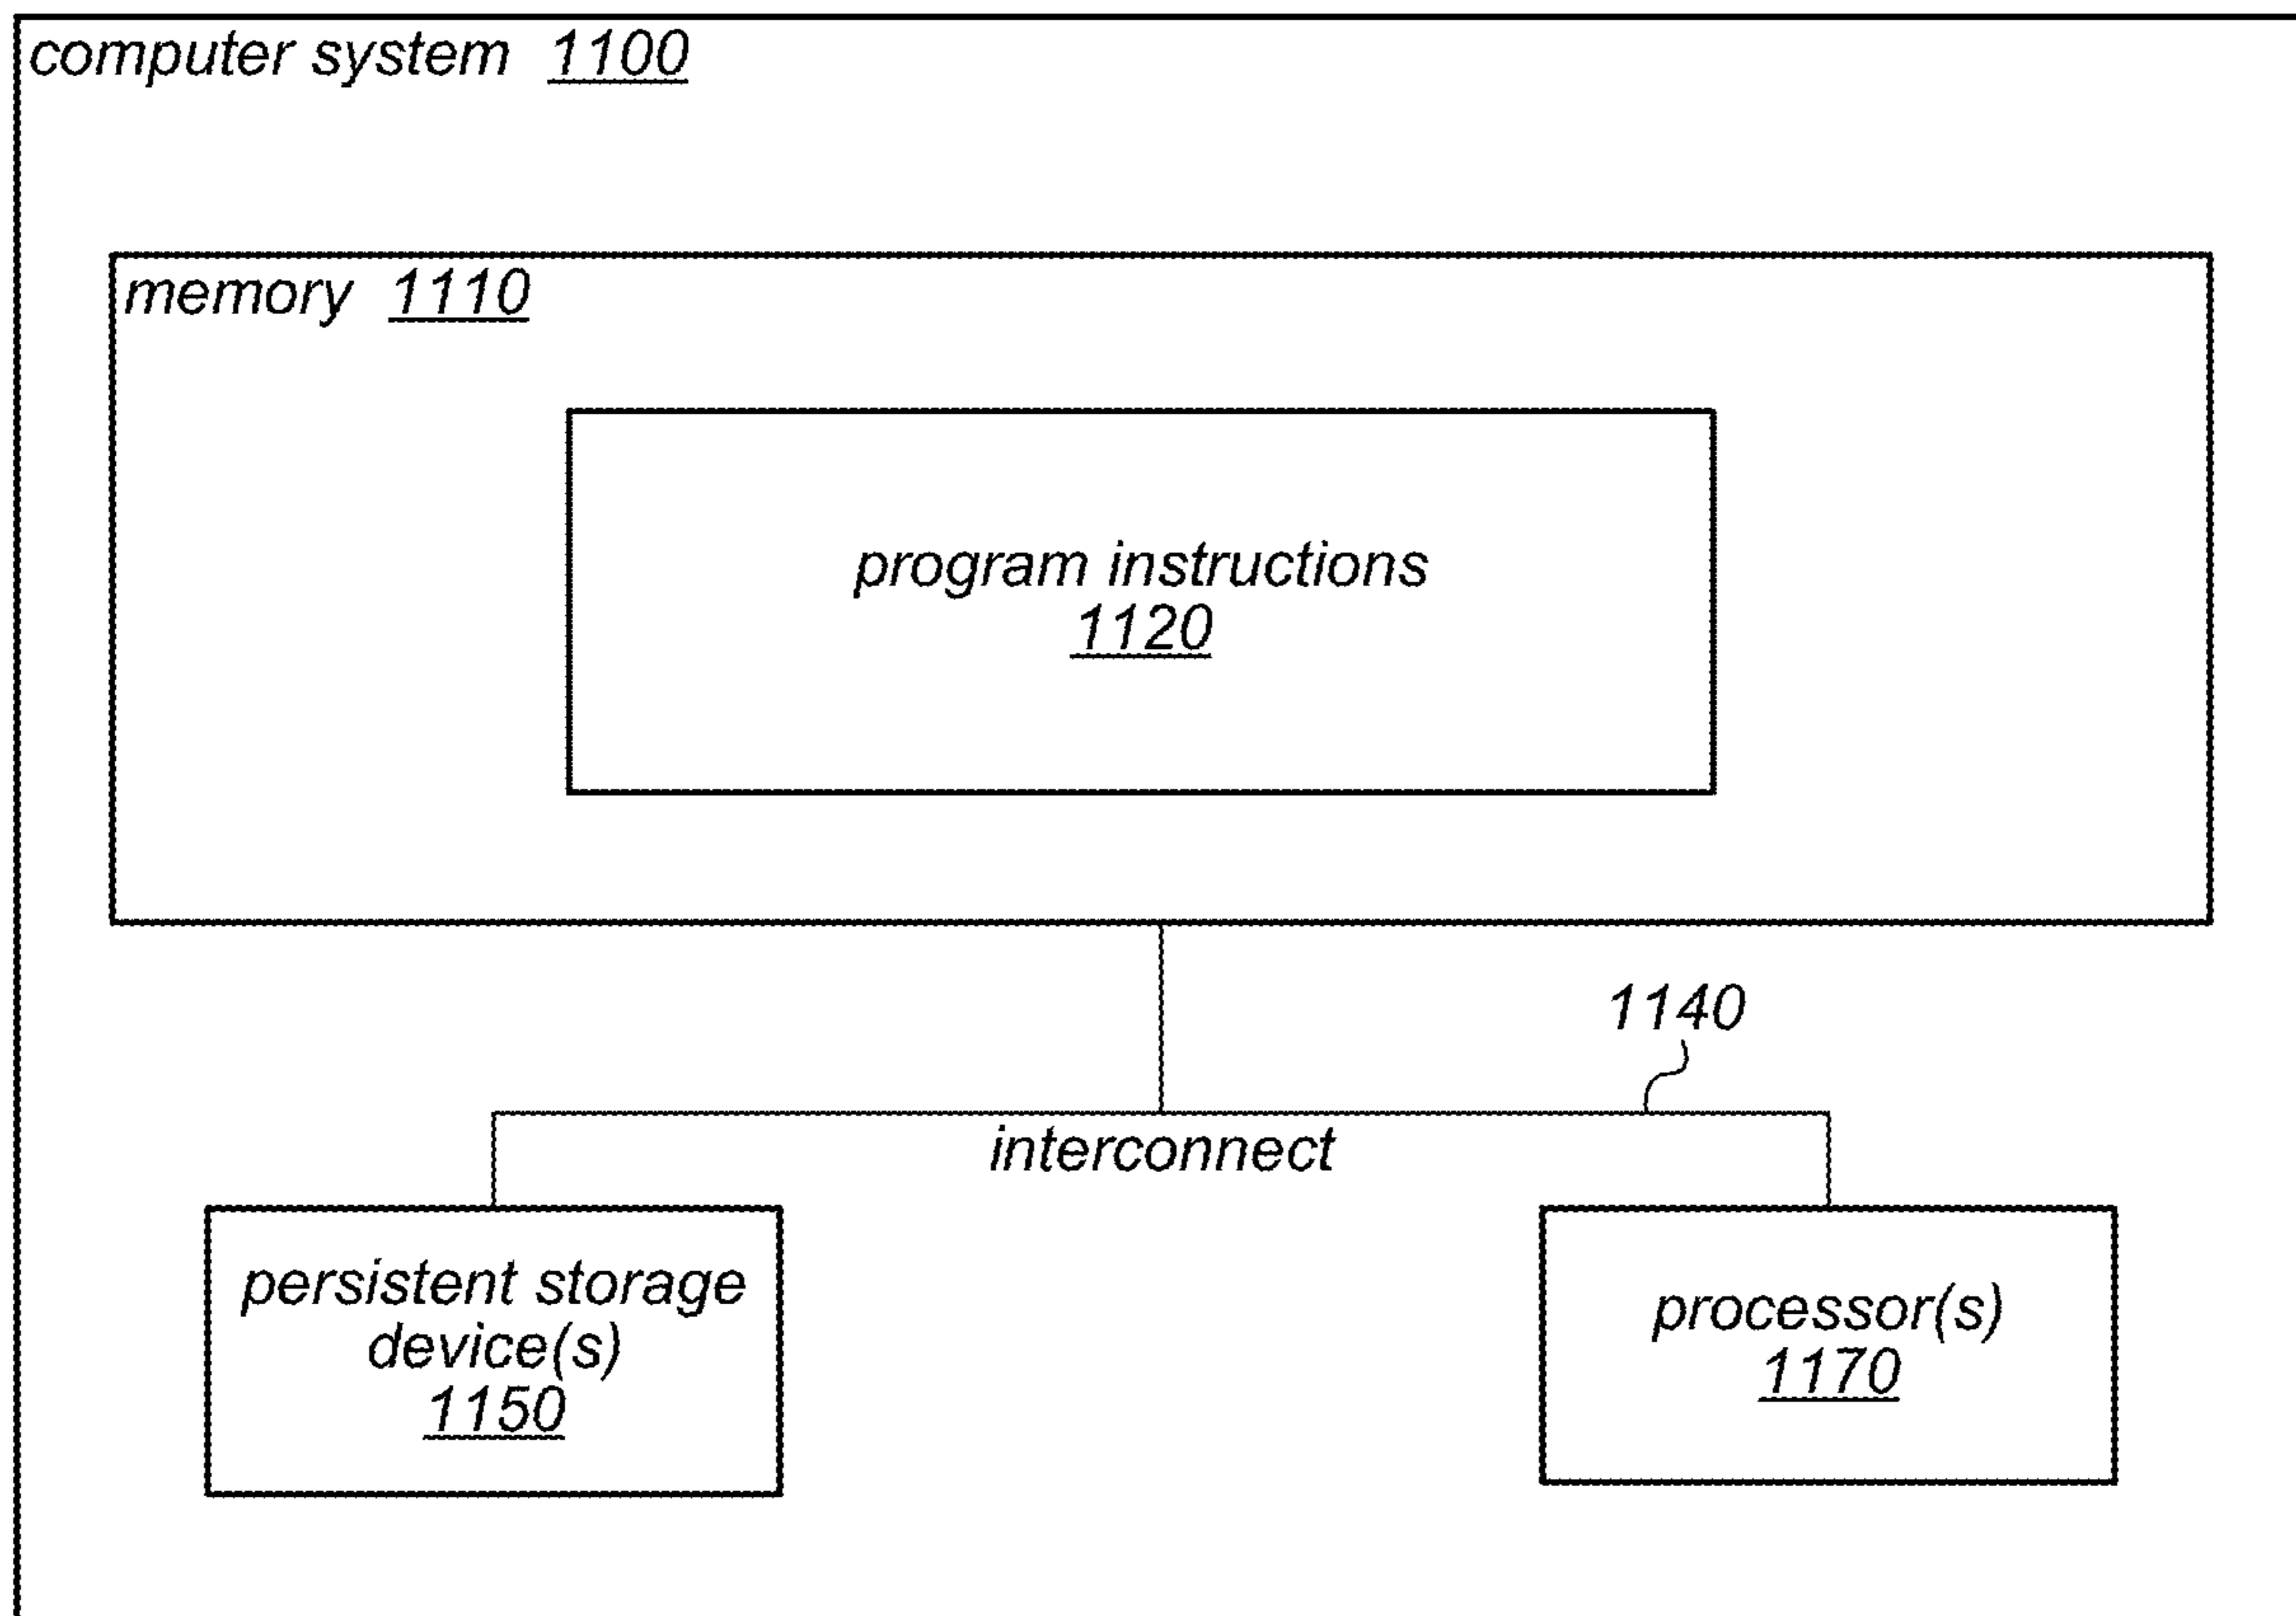 computer system 1100
memory 1110
program instructions
1120
1140
interconnect
persistent storage
device(s)
1150
processor(s)
1170